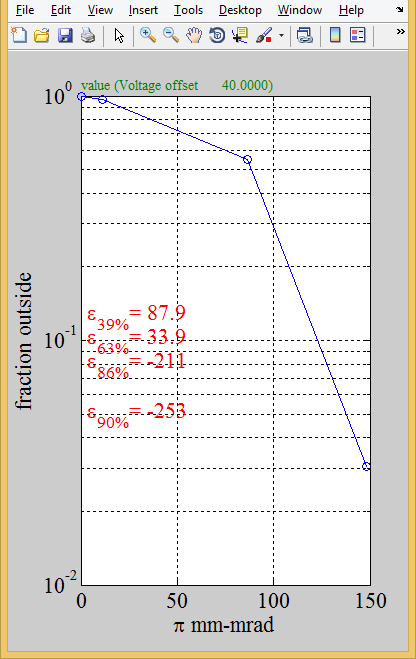 File Edit View Insert Tools Desktop Window Help
value (Voltage offset 40.0000)
10^0
ε39% = 87.9
ε63% = 33.9
ε86% = -211
ε90% = -253
10^-1
10^-2
fraction outside
0 50 100 150
π mm-mrad